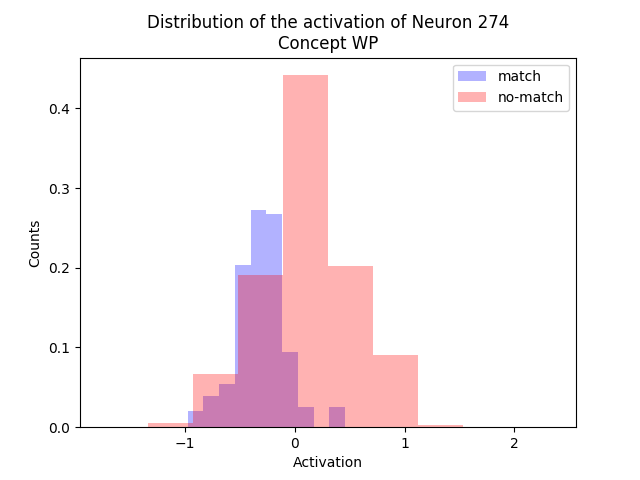 Distribution of the activation of Neuron 274
Concept WP
match
no-match
Counts
0.4
0.3
0.2
0.1
0.0
−1
0
1
2
Activation